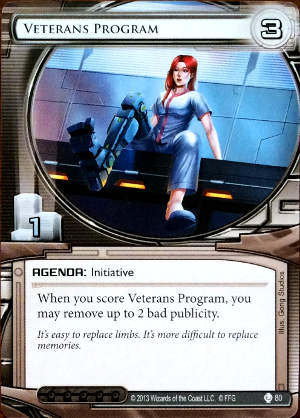 Veterans Program
3
1
AGENDA: Initiative
When you score Veterans Program, you
may remove up to 2 bad publicity.
It's easy to replace limbs. It's more difficult to replace
memories.
Illus. Gong Studios
© 2013 Wizards of the Coast LLC. © FFG
80